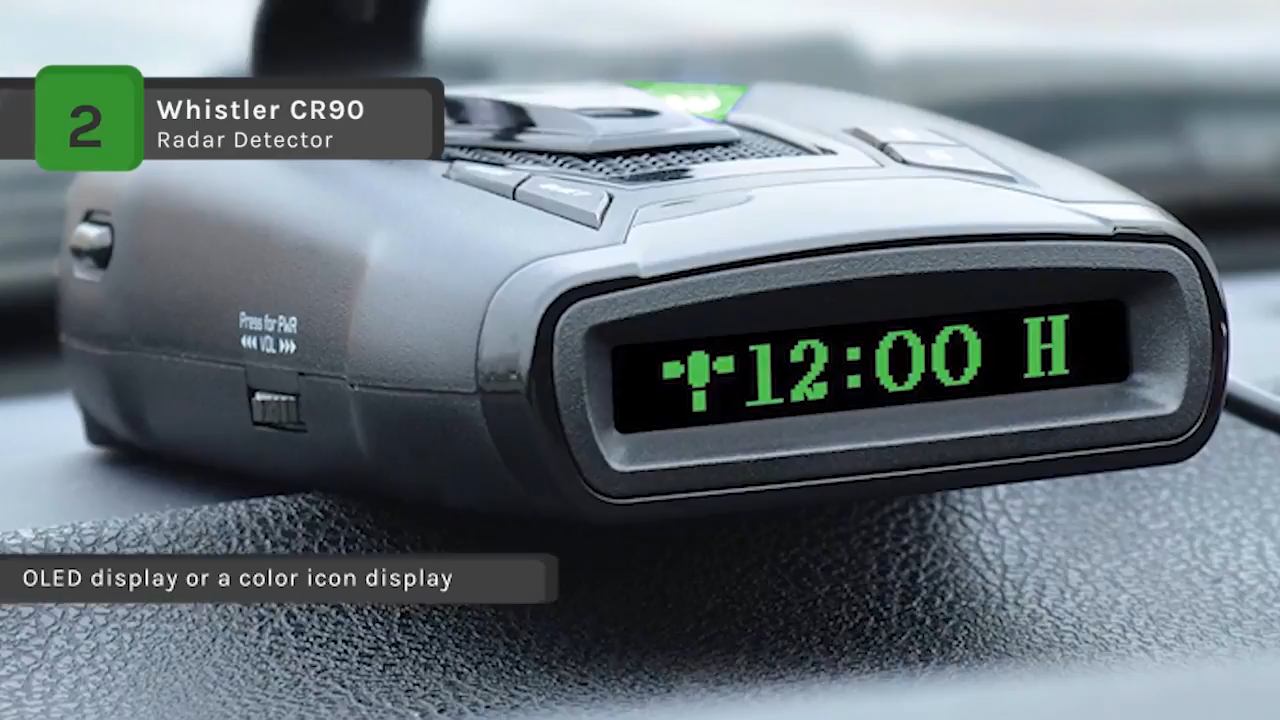 2
Whistler CR90
Radar Detector
Press for PWR
VOL
12:00 H
OLED display or a color icon display